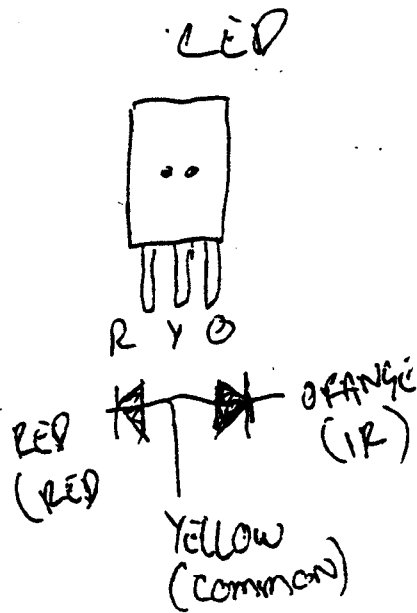 LED
R Y O
ORANGE
(IR)
RED
(RED
YELLOW
(COMMON)